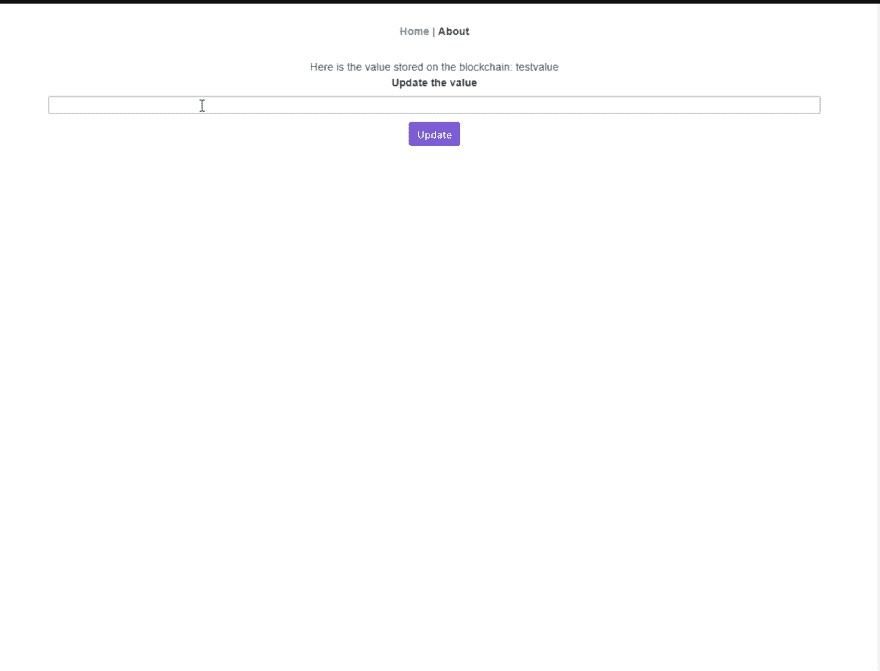 Home | About
Here is the value stored on the blockchain: testvalue
Update the value
Update